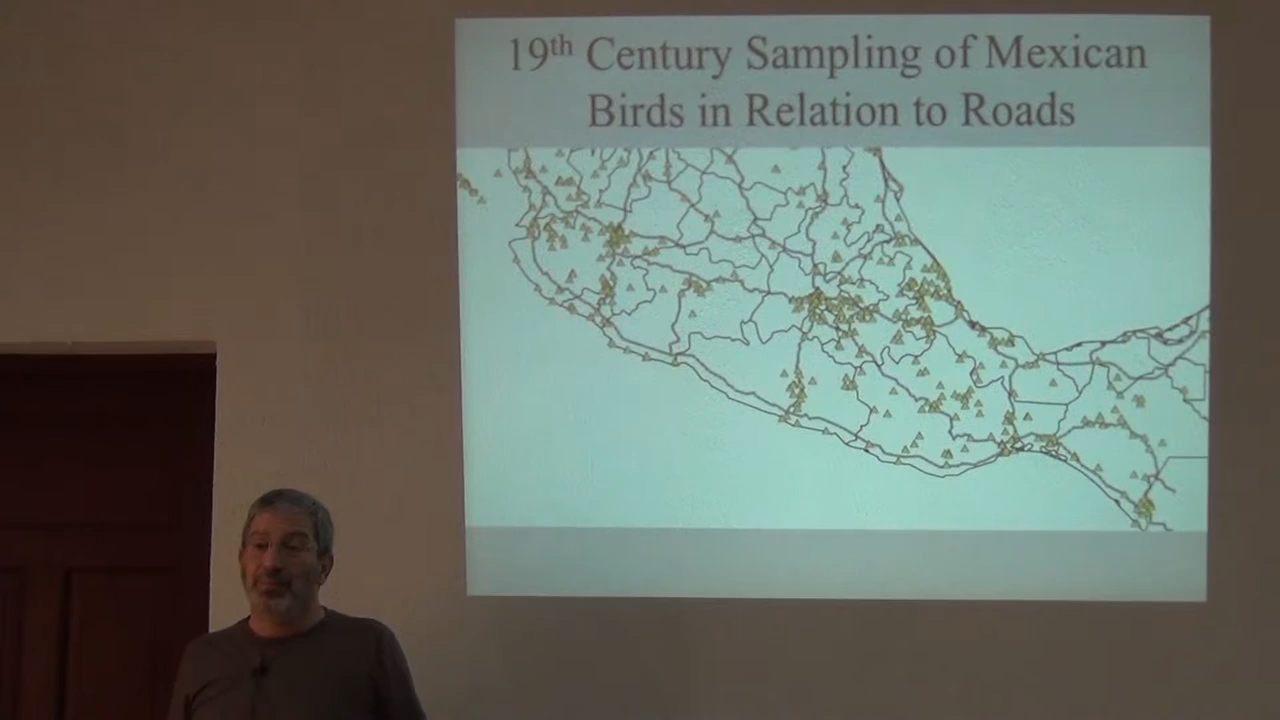 19th Century Sampling of Mexican
Birds in Relation to Roads